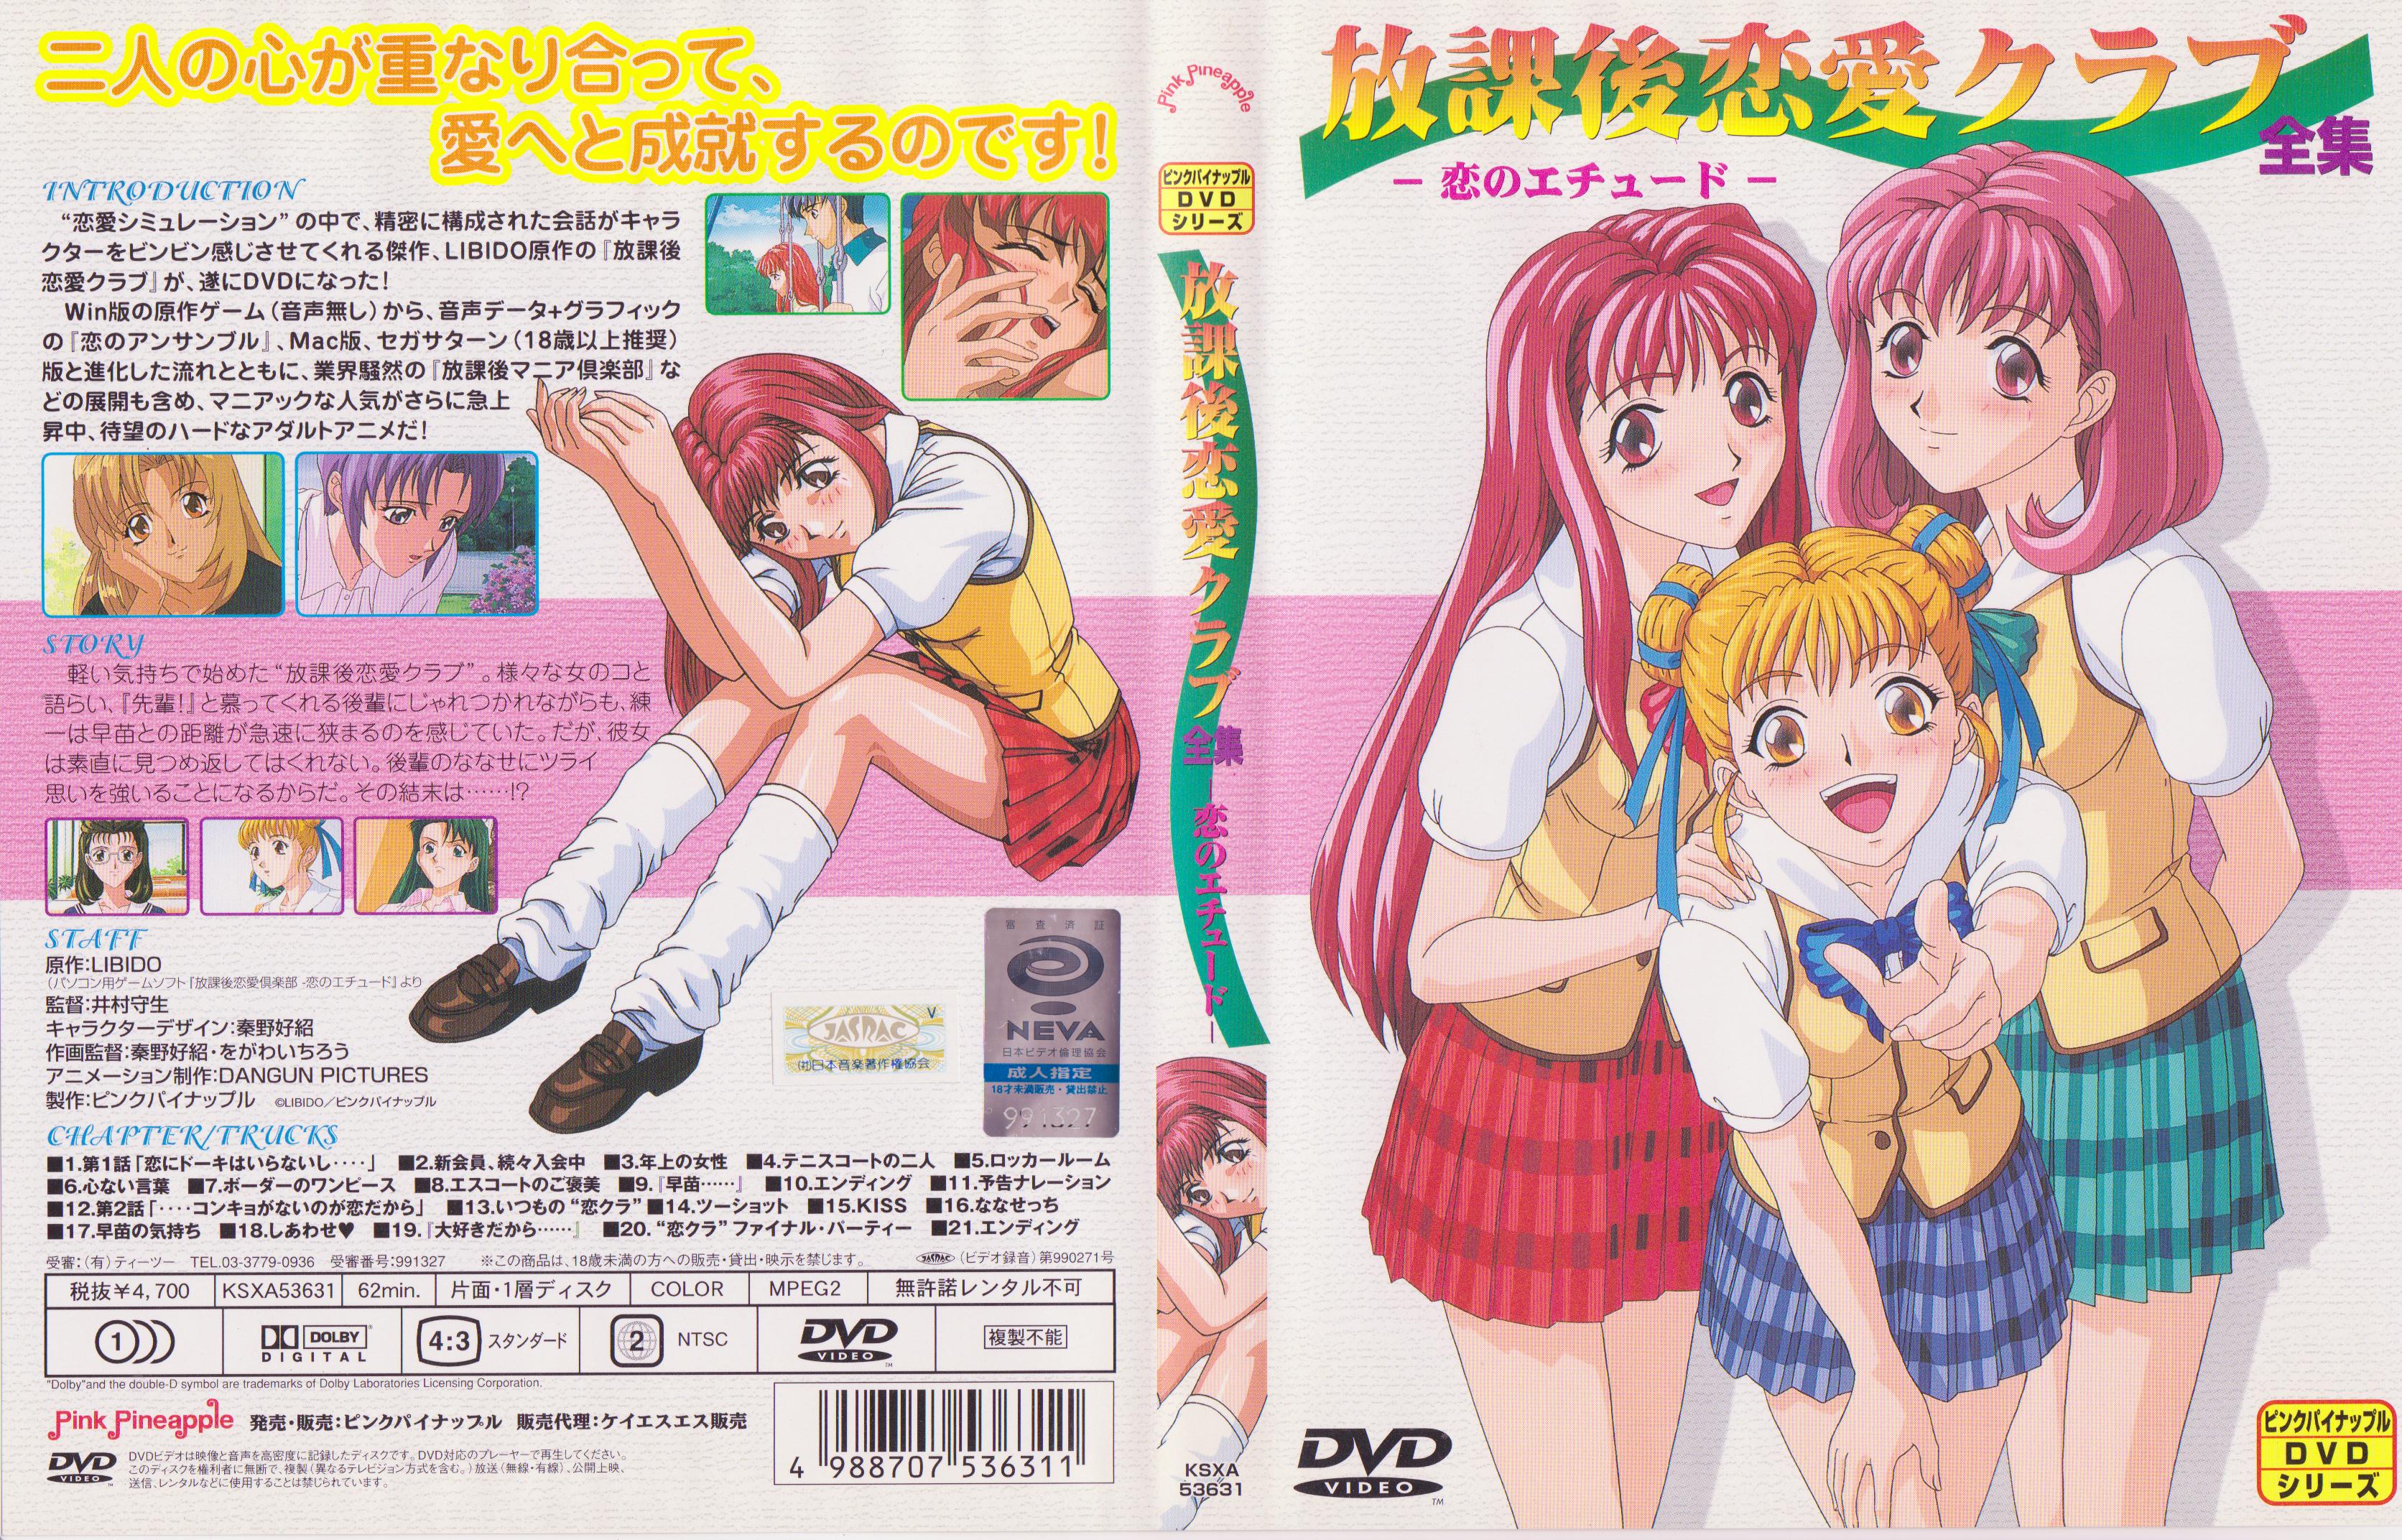 二人の心が重なり合って、
愛へと成就するのです!
INTRODUCTION
“恋愛シミュレーション”の中で、精密に構成された会話がキャラ
クターをビンビン感じさせてくれる傑作、LIBIDO原作の『放課後
恋愛クラブ』が、遂にDVDになった!
Win版の原作ゲーム(音声無し)から、音声データ+グラフィック
の『恋のアンサンブル』、Mac版、セガサターン(18歳以上推奨)
版と進化した流れとともに、業界騒然の『放課後マニア倶楽部』な
どの展開も含め、マニアックな人気がさらに急上
昇中、待望のハードなアダルトアニメだ!
STORY
軽い気持ちで始めた“放課後恋愛クラブ”。様々な女のコと
語らい、『先輩!』と慕ってくれる後輩にじゃれつかれながらも、練
一は早苗との距離が急速に狭まるのを感じていた。だが、彼女
は素直に見つめ返してはくれない。後輩のななせにツライ
思いを強いることになるからだ。その結末は……!?
STAFF
原作:LIBIDO
(パソコン用ゲームソフト『放課後恋愛倶楽部 -恋のエチュード』より
監督:井村守生
キャラクターデザイン:秦野好紹
作画監督:秦野好紹・をがわいちろう
アニメーション制作:DANGUN PICTURES
製作:ピンクパイナップル ©LIBIDO/ピンクパイナップル
JASRAC V
(社)日本音楽著作権協会
審査済証
NEVA
日本ビデオ倫理協会
成人指定
18才未満販売・貸出禁止
991327
CHAPTER/TRUCKS
■1.第1話「恋にドーキはいらないし‥‥」 ■2.新会員、続々入会中 ■3.年上の女性 ■4.テニスコートの二人 ■5.ロッカールーム
■6.心ない言葉 ■7.ボーダーのワンピース ■8.エスコートのご褒美 ■9.『早苗……』 ■10.エンディング ■11.予告ナレーション
■12.第2話「‥‥コンキョがないのが恋だから」 ■13.いつもの“恋クラ” ■14.ツーショット ■15.KISS ■16.ななせっち
■17.早苗の気持ち ■18.しあわせ♥ ■19.『大好きだから……』 ■20.“恋クラ”ファイナル・パーティー ■21.エンディング
受審:(有)ティーツー TEL.03-3779-0936 受審番号:991327 ※この商品は、18歳未満の方への販売・貸出・映示を禁じます。 JASRAC (ビデオ録音)第990271号
税抜¥4,700 KSXA53631 62min. 片面・1層ディスク COLOR MPEG2 無許諾レンタル不可
1 DOLBY DIGITAL 4:3 スタンダード 2 NTSC DVD VIDEO TM 複製不能
"Dolby"and the double-D symbol are trademarks of Dolby Laboratories Licensing Corporation.
Pink Pineapple 発売・販売:ピンクパイナップル 販売代理:ケイエスエス販売
DVD VIDEO
DVDビデオは映像と音声を高密度に記録したディスクです。DVD対応のプレーヤーで再生してください。
このディスクを権利者に無断で、複製(異なるテレビジョン方式を含む。)放送(無線・有線)、公開上映、
送信、レンタルなどに使用することは禁じられています。
4 988707 536311
Pink Pineapple
ピンクパイナップル
DVD
シリーズ
放課後恋愛クラブ 全集 ―恋のエチュード―
KSXA
53631
放課後恋愛クラブ
全集
― 恋のエチュード ―
DVD
VIDEO
TM
ピンクパイナップル
DVD
シリーズ